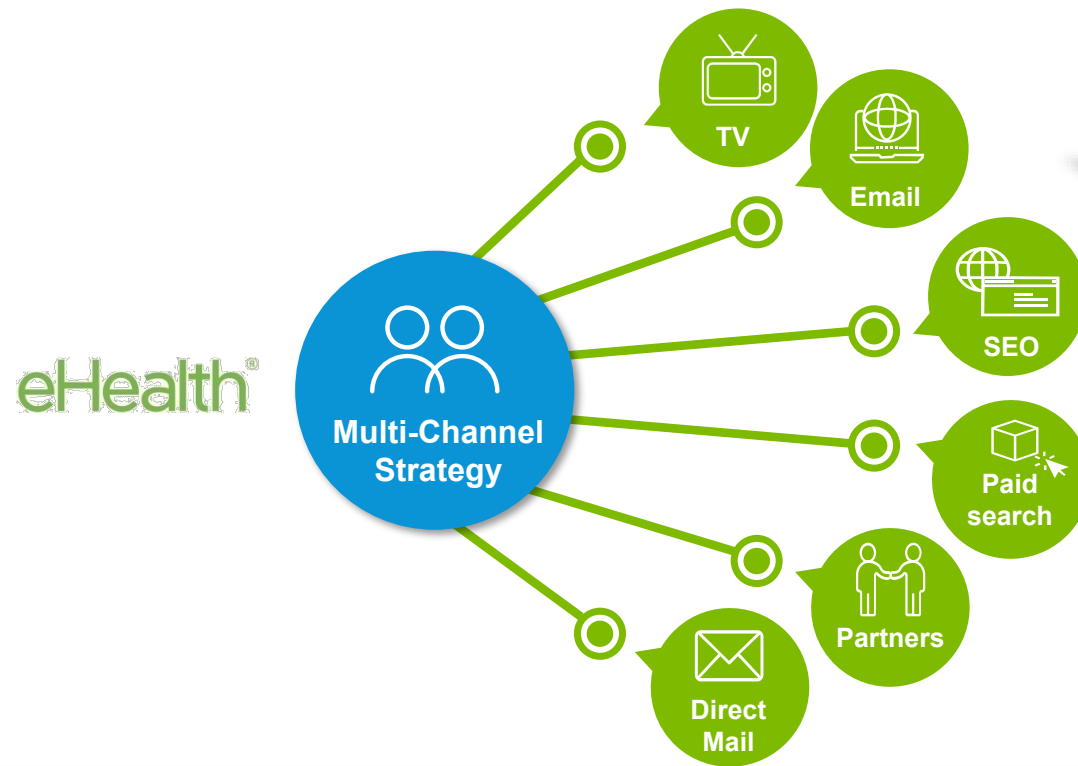 TV
Email
SEO
eHealth®
Multi-Channel
Strategy
Paid
search
Partners
Direct
Mail